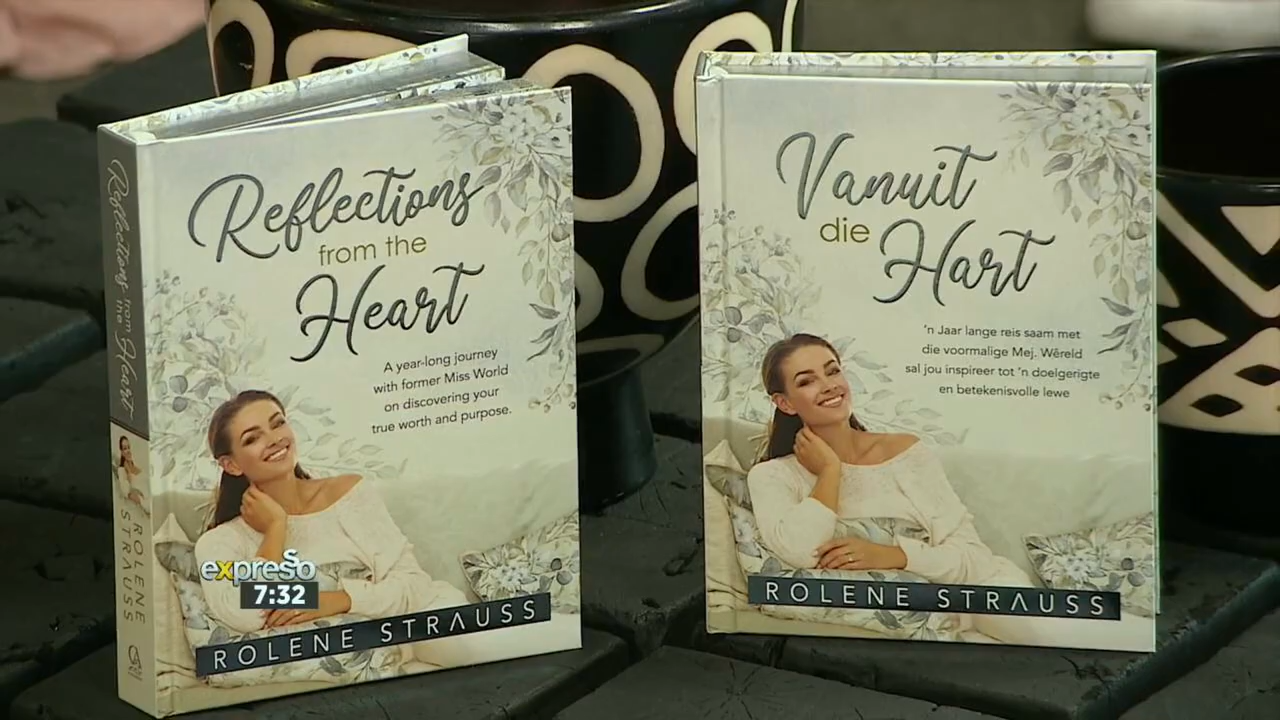 Reflections
from the
Heart
A year-long journey
with former Miss World
on discovering your
true worth and purpose.
ROLENE STRAUSS
Reflections from the Heart
ROLENE STRAUSS
Vanuit
die
Hart
'n Jaar lange reis saam met
die voormalige Mej. Wêreld
sal jou inspireer tot 'n doelgerigte
en betekenisvolle lewe
ROLENE STRAUSS
expresso
7:32